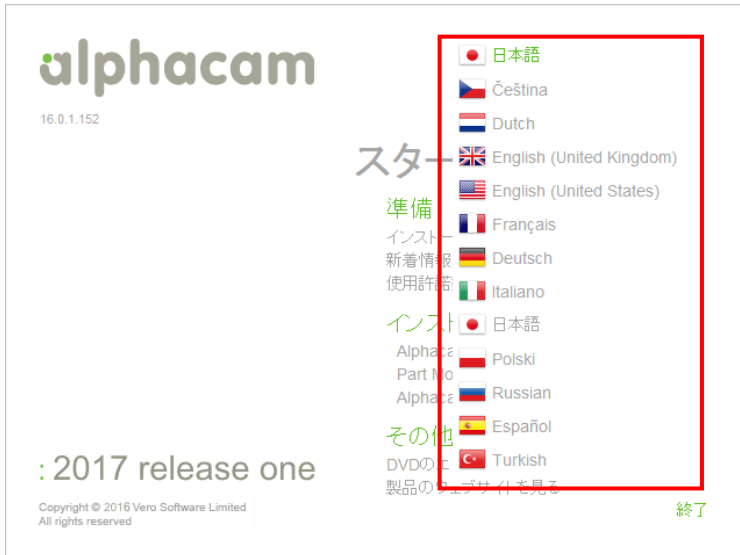 alphacam
16.0.1.152
日本語
Čeština
Dutch
English (United Kingdom)
English (United States)
Français
Deutsch
Italiano
日本語
Polski
Russian
Español
Turkish
スター
準備
インストー
新着情報
使用許諾
インスト
Alphaca
Part Mo
Alphaca
その他
DVDのエ
製品のウェブサイトを見る
終了
: 2017 release one
Copyright © 2016 Vero Software Limited
All rights reserved